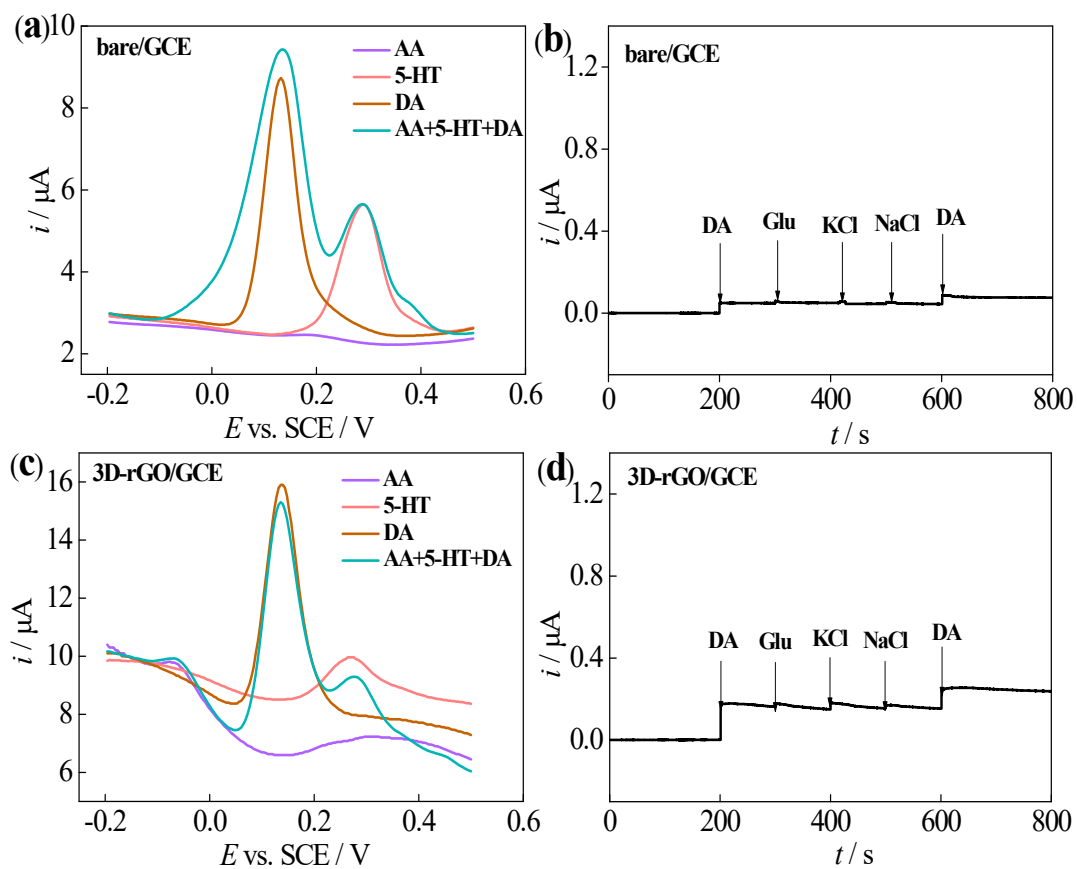 (a)
bare/GCE
AA
5-HT
DA
AA+5-HT+DA
10
8
6
4
2
i / μA
-0.2 0.0 0.2 0.4 0.6
E vs. SCE / V
(b)
bare/GCE
1.2
0.8
0.4
0.0
i / μA
DA Glu KCl NaCl DA
0 200 400 600 800
t / s
(c)
3D-rGO/GCE
AA
5-HT
DA
AA+5-HT+DA
16
14
12
10
8
6
i / μA
-0.2 0.0 0.2 0.4 0.6
E vs. SCE / V
(d)
3D-rGO/GCE
1.2
0.8
0.4
0.0
i / μA
DA Glu KCl NaCl DA
0 200 400 600 800
t / s